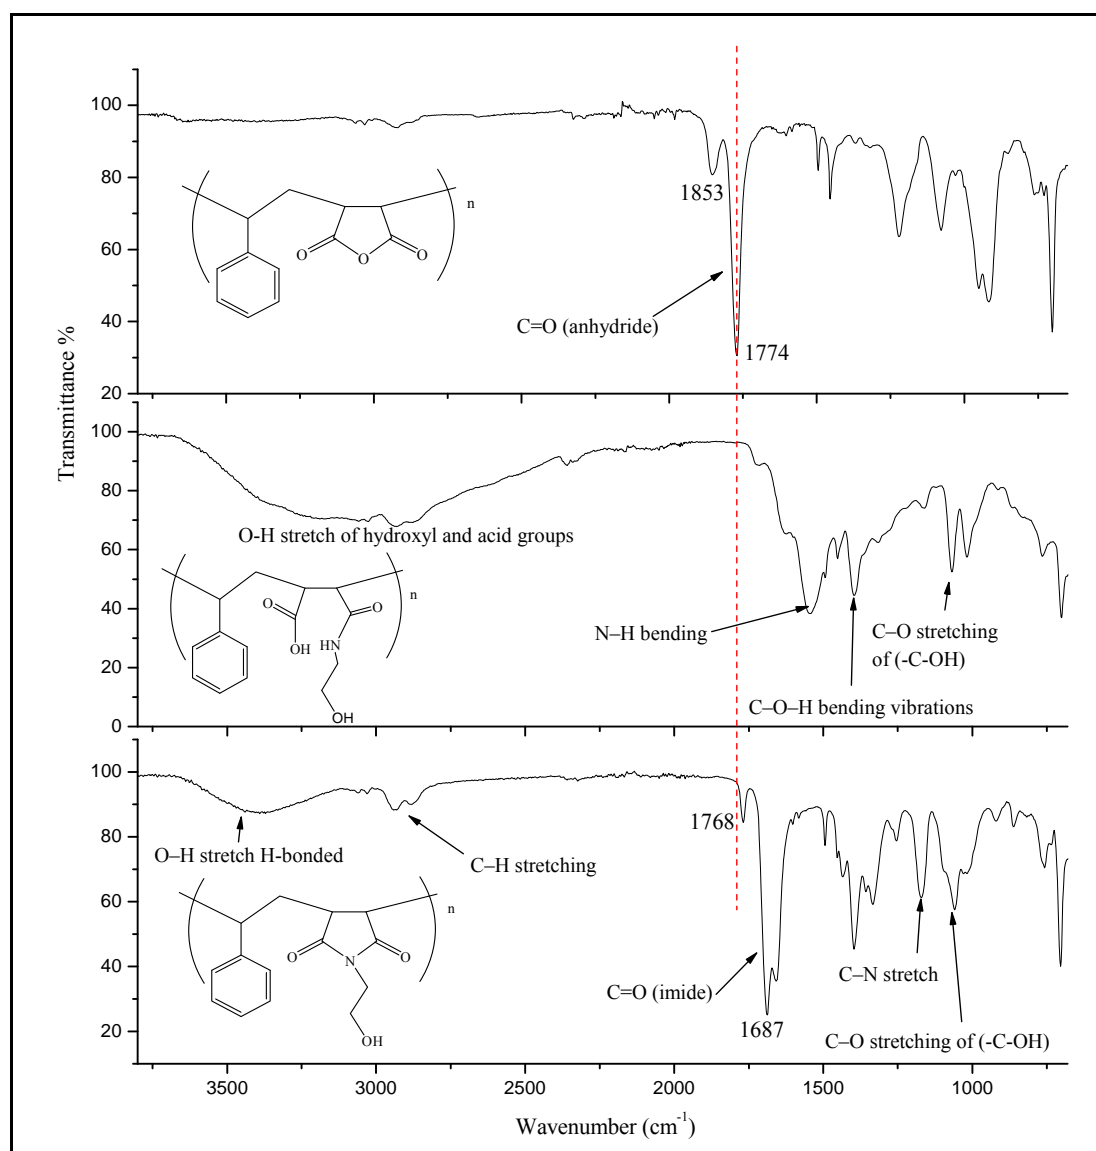 Transmittance %
100
80
60
40
20
1853
1774
C=O (anhydride)
n
O
O
O
100
80
60
40
20
0
O-H stretch of hydroxyl and acid groups
n
O
O
OH
HN
OH
N–H bending
C–O–H bending vibrations
C–O stretching
of (-C-OH)
100
80
60
40
20
1768
1687
O–H stretch H-bonded
C–H stretching
n
O
O
N
OH
C=O (imide)
C–N stretch
C–O stretching of (-C-OH)
3500 3000 2500 2000 1500 1000
Wavenumber (cm⁻¹)